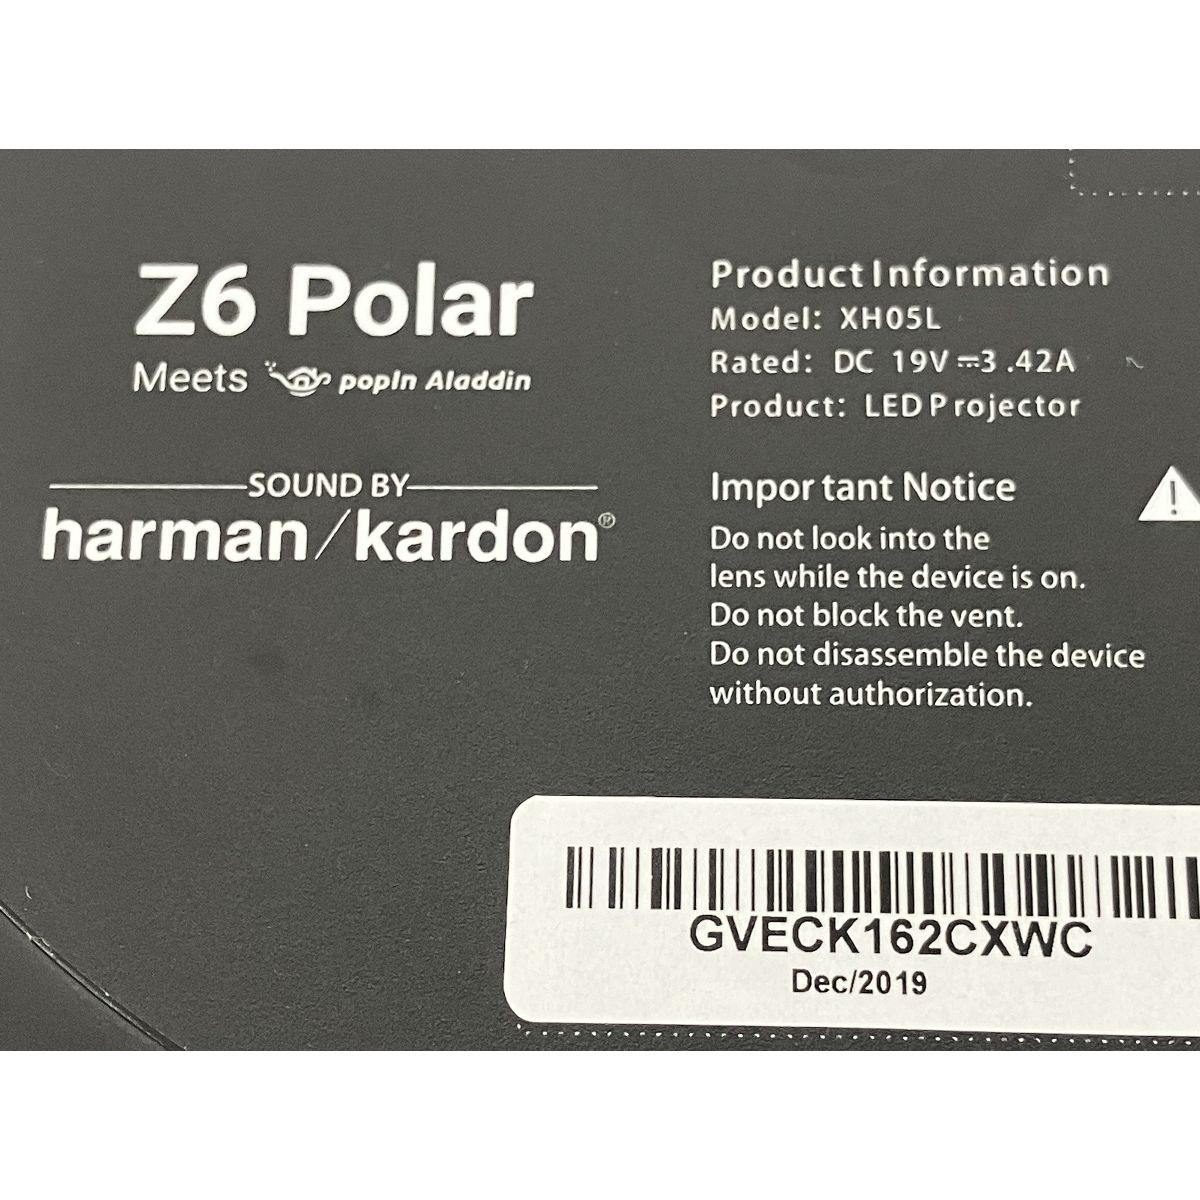 Z6 Polar
Meets popIn Aladdin
SOUND BY
harman/kardon®
Product Information
Model: XH05L
Rated: DC 19V⎓3.42A
Product: LED Projector
Important Notice
Do not look into the
lens while the device is on.
Do not block the vent.
Do not disassemble the device
without authorization.
GVECK162CXWC
Dec/2019